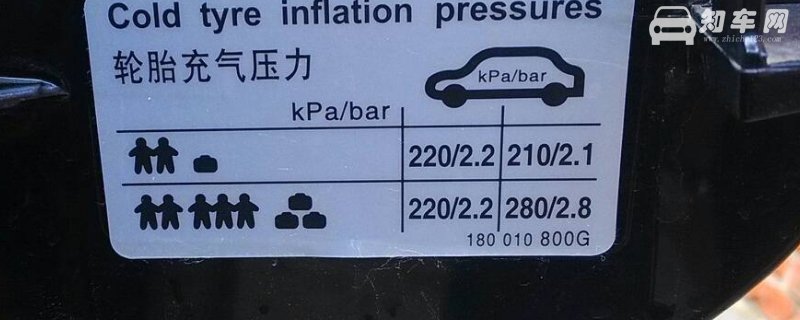 Cold tyre inflation pressures
轮胎充气压力
kPa/bar
kPa/bar
220/2.2 210/2.1
220/2.2 280/2.8
180 010 800G
知车网